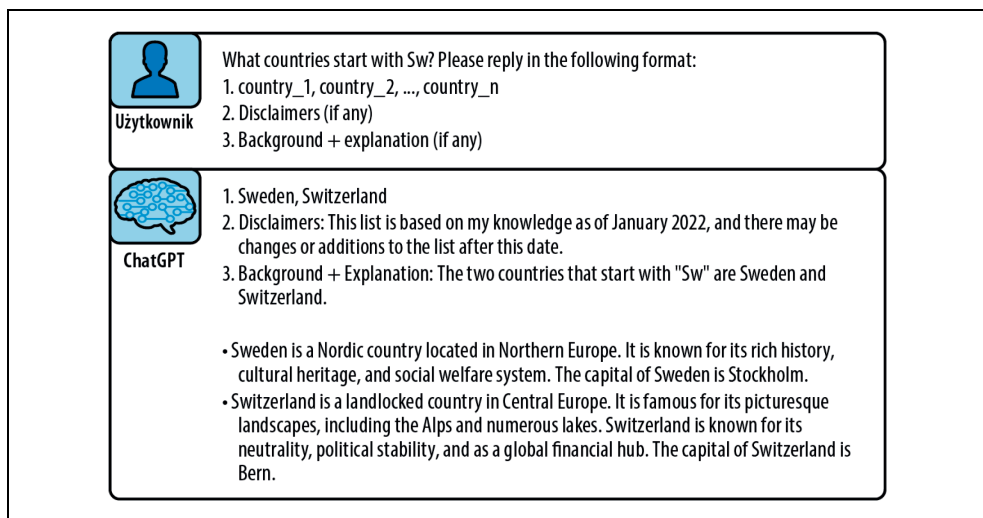 What countries start with Sw? Please reply in the following format:
1. country_1, country_2, ..., country_n
2. Disclaimers (if any)
3. Background + explanation (if any)
Użytkownik
1. Sweden, Switzerland
2. Disclaimers: This list is based on my knowledge as of January 2022, and there may be
changes or additions to the list after this date.
3. Background + Explanation: The two countries that start with "Sw" are Sweden and
Switzerland.
ChatGPT
• Sweden is a Nordic country located in Northern Europe. It is known for its rich history,
cultural heritage, and social welfare system. The capital of Sweden is Stockholm.
• Switzerland is a landlocked country in Central Europe. It is famous for its picturesque
landscapes, including the Alps and numerous lakes. Switzerland is known for its
neutrality, political stability, and as a global financial hub. The capital of Switzerland is
Bern.